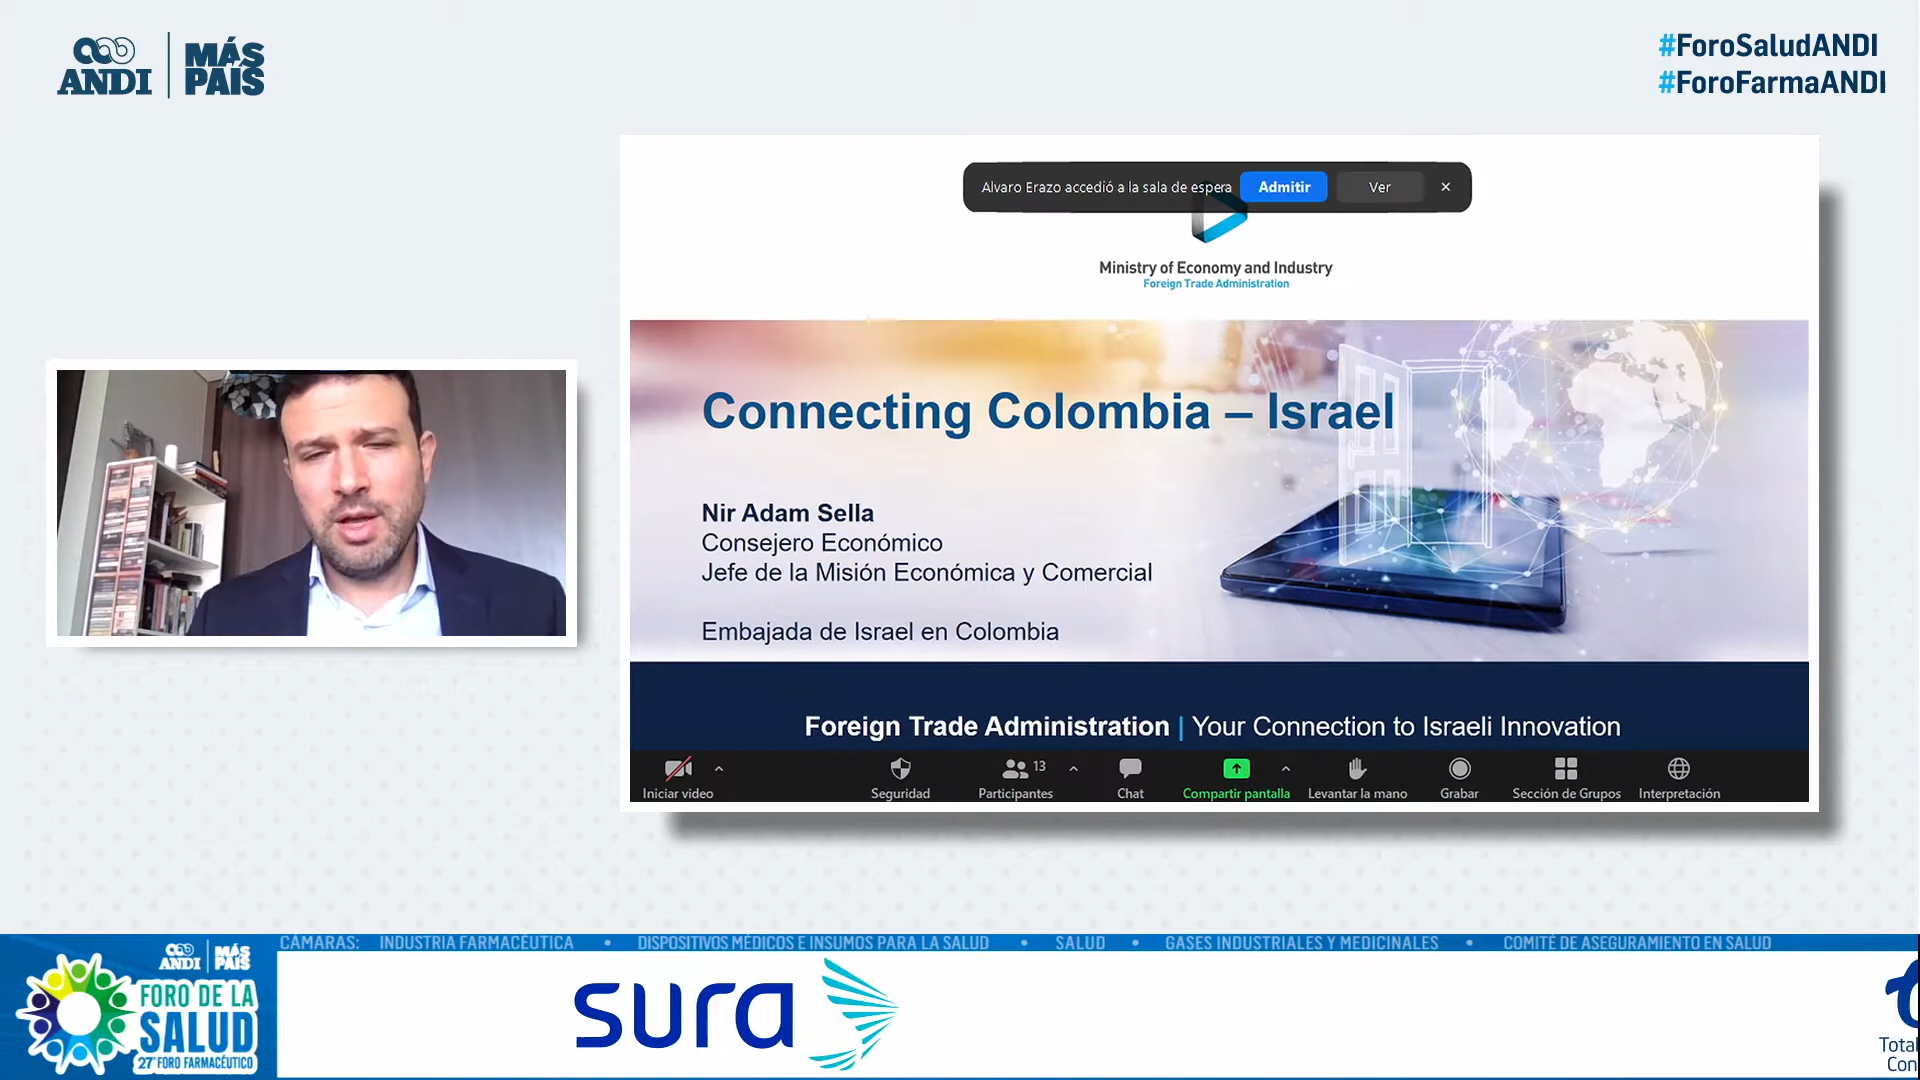 ANDI
MÁS
PAÍS
#ForoSaludANDI
#ForoFarmaANDI
Alvaro Erazo accedió a la sala de espera
Admitir
Ver
Ministry of Economy and Industry
Foreign Trade Administration
Connecting Colombia – Israel
Nir Adam Sella
Consejero Económico
Jefe de la Misión Económica y Comercial
Embajada de Israel en Colombia
Foreign Trade Administration | Your Connection to Israeli Innovation
Iniciar video
Seguridad
13
Participantes
Chat
Compartir pantalla
Levantar la mano
Grabar
Sección de Grupos
Interpretación
CÁMARAS: INDUSTRIA FARMACÉUTICA • DISPOSITIVOS MÉDICOS E INSUMOS PARA LA SALUD • SALUD • GASES INDUSTRIALES Y MEDICINALES • COMITÉ DE ASEGURAMIENTO EN SALUD
ANDI
MÁS
PAÍS
FORO DE LA
SALUD
27° FORO FARMACÉUTICO
sura
Total
Con